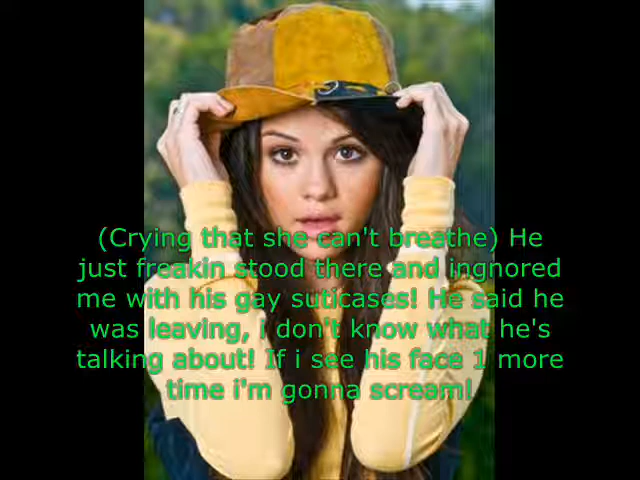 (Crying that she can't breathe) He
just freakin stood there and ingnored
me with his gay suticases! He said he
was leaving, i don't know what he's
talking about! If i see his face 1 more
time i'm gonna scream!